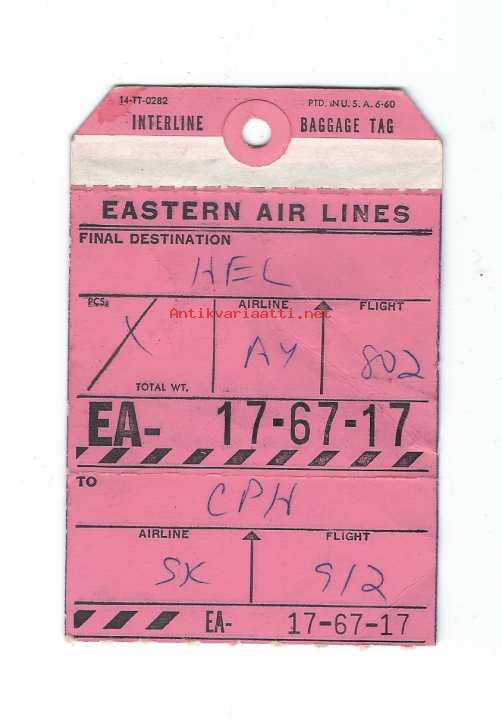 14-TT-0282 PTD. IN U. S. A. 6-60
INTERLINE BAGGAGE TAG
EASTERN AIR LINES
FINAL DESTINATION
HEL
PCS. AIRLINE FLIGHT
Antikvariaatti.net
X AY 802
TOTAL WT.
EA- 17-67-17
TO
CPH
AIRLINE FLIGHT
SK 912
EA- 17-67-17